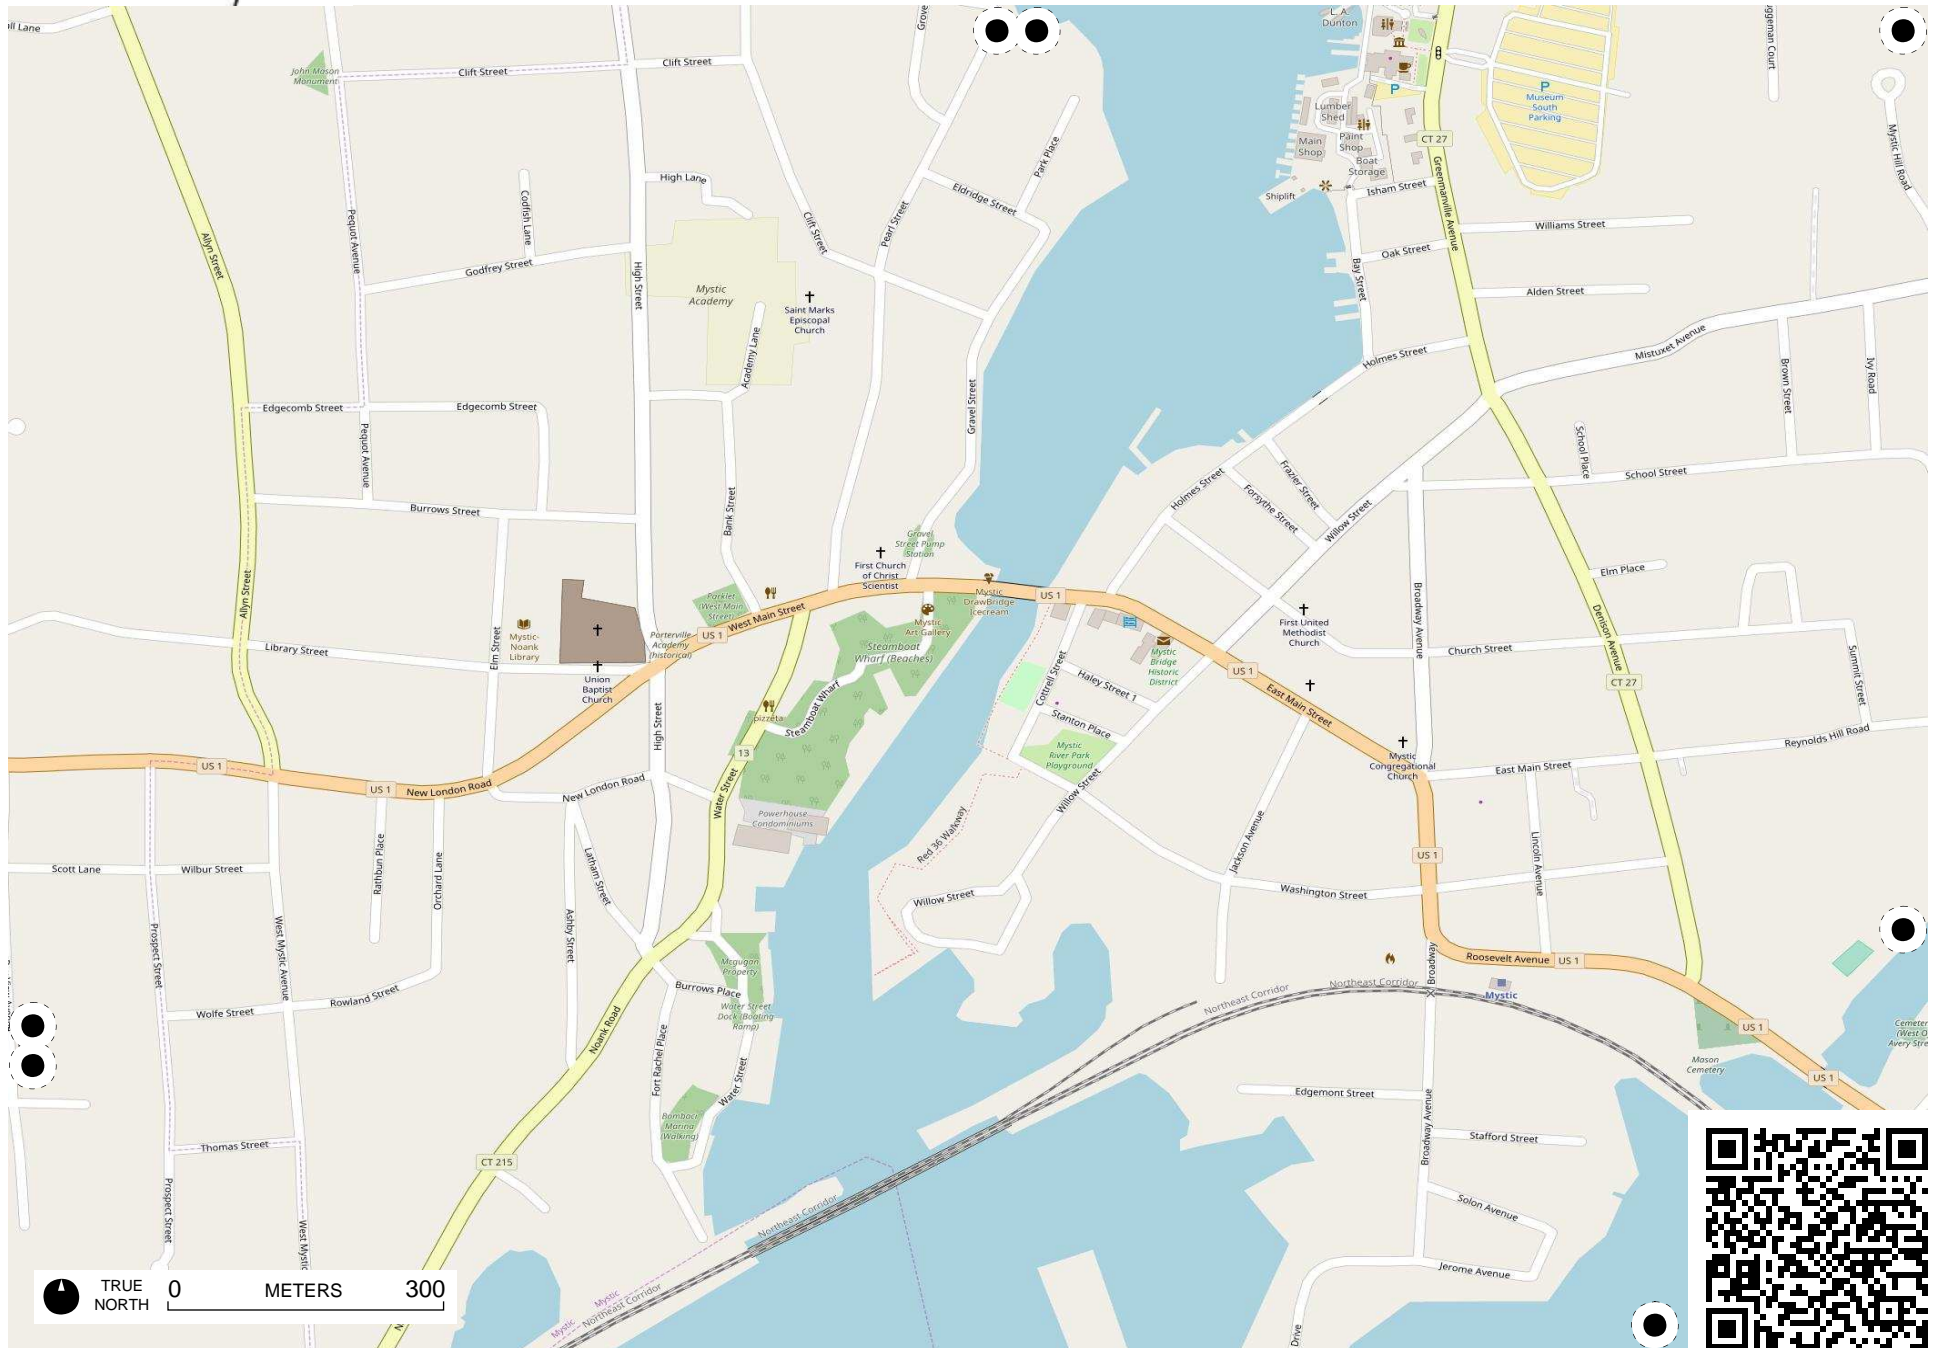 L. A.
Dunton
Clift Street
Clift Street
John Mason
Monument
P
Museum
South
Parking
P
Lumber
Shed
Main
Shop
Paint
Shop
Boat
Storage
CT 27
Shiplift
Isham Street
Mystic Hill Road
Park Place
High Lane
Eldridge Street
Codfish Lane
Pequot Avenue
Allyn Street
Pearl Street
Clift Street
Greenmanville Avenue
Williams Street
Oak Street
Godfrey Street
High Street
Bay Street
Mystic
Academy
Alden Street
Saint Marks
Episcopal
Church
Academy Lane
Holmes Street
Mistuxet Avenue
Brown Street
Ivy Road
Gravel Street
Edgecomb Street
Edgecomb Street
Pequot Avenue
School Place
School Street
Burrows Street
Bank Street
Holmes Street
Frazier Street
Forsythe Street
Willow Street
Gravel
Street Pump
Station
First Church
of Christ
Scientist
Elm Place
Allyn Street
Parklet
(West Main
Street)
West Main Street
US 1
Mystic
DrawBridge
Icecream
US 1
Mystic
Art Gallery
Broadway Avenue
Denison Avenue
First United
Methodist
Church
Library Street
Elm Street
Mystic-
Noank
Library
Porterville
Academy
(historical)
Steamboat
Wharf (Beaches)
Mystic
Bridge
Historic
District
Church Street
Summit Street
Union
Baptist
Church
Cottrell Street
Haley Street 1
US 1
East Main Street
CT 27
Steamboat Wharf
pizzeta
High Street
Stanton Place
Mystic
River Park
Playground
Mystic
Congregational
Church
Reynolds Hill Road
East Main Street
13
US 1
US 1
New London Road
New London Road
Water Street
Willow Street
Powerhouse
Condominiums
Red 36 Walkway
Jackson Avenue
US 1
Lincoln Avenue
Scott Lane
Wilbur Street
Rathbun Place
Orchard Lane
Latham Street
Willow Street
Washington Street
Prospect Street
West Mystic Avenue
Ashby Street
Broadway
Roosevelt Avenue
US 1
Mcgugan
Property
Burrows Place
Northeast Corridor
Northeast Corridor
Mystic
Wolfe Street
Rowland Street
Noank Road
Water Street
Dock (Boating
Ramp)
US 1
Mason
Cemetery
US 1
Fort Rachel Place
Water Street
Edgemont Street
Broadway Avenue
Bombaci
Marina
(Walking)
Thomas Street
CT 215
Stafford Street
Prospect Street
West Mystic
Northeast Corridor
Solon Avenue
Jerome Avenue
TRUE
NORTH
0 METERS 300
Mystic
Mystic
Northeast Corridor
Drive